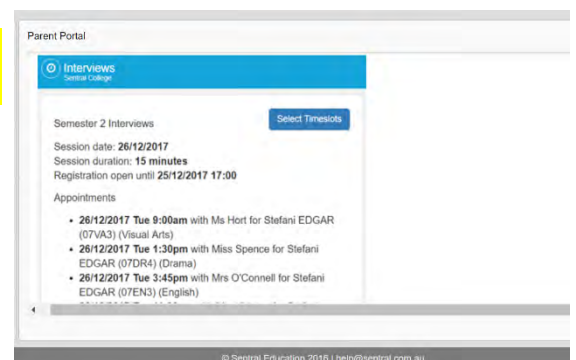 Parent Portal
Interviews
Sentral College
Semester 2 Interviews
Select Timeslots
Session date: 26/12/2017
Session duration: 15 minutes
Registration open until 25/12/2017 17:00
Appointments
• 26/12/2017 Tue 9:00am with Ms Hort for Stefani EDGAR
(07VA3) (Visual Arts)
• 26/12/2017 Tue 1:30pm with Miss Spence for Stefani
EDGAR (07DR4) (Drama)
• 26/12/2017 Tue 3:45pm with Mrs O'Connell for Stefani
EDGAR (07EN3) (English)
© Sentral Education 2016 | help@sentral.com.au